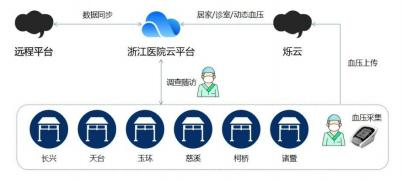 数据同步
居家/诊室/动态血压
远程平台
浙江医院云平台
烁云
调查随访
血压上传
血压采集
长兴
天台
玉环
慈溪
柯桥
诸暨